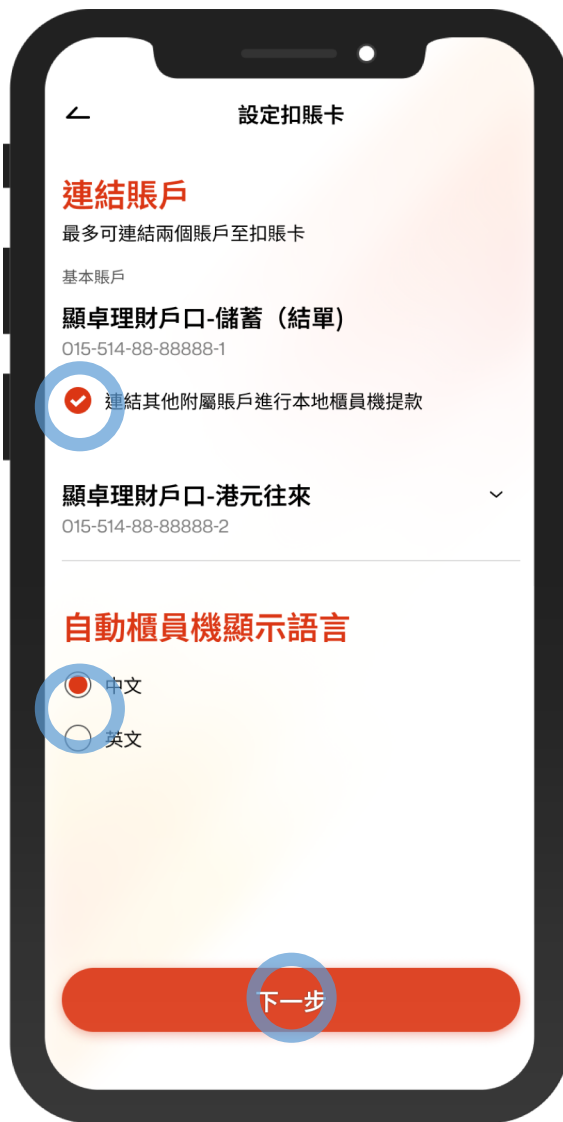 設定扣賬卡
連結賬戶
最多可連結兩個賬戶至扣賬卡
基本賬戶
顯卓理財戶口-儲蓄（結單)
015-514-88-88888-1
連結其他附屬賬戶進行本地櫃員機提款
顯卓理財戶口-港元往來
015-514-88-88888-2
自動櫃員機顯示語言
中文
英文
下一步